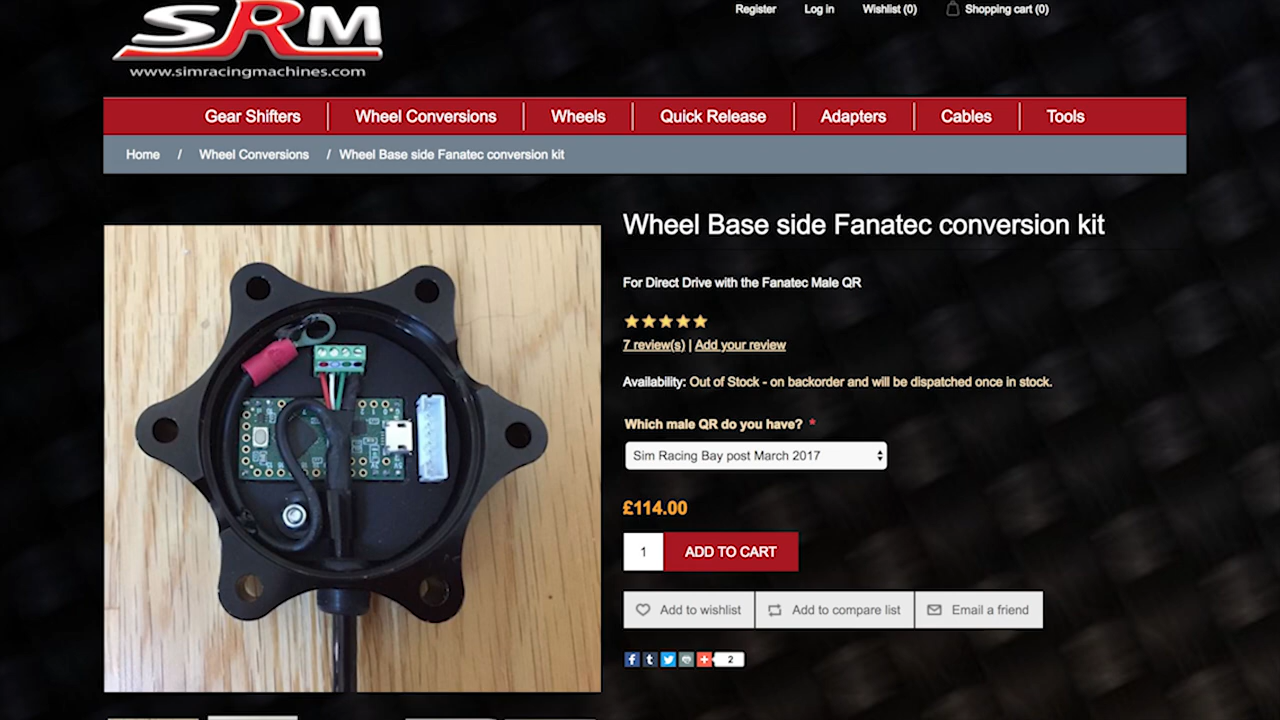 SRM
www.simracingmachines.com
Register Log in Wishlist (0) Shopping cart (0)
Gear Shifters Wheel Conversions Wheels Quick Release Adapters Cables Tools
Home / Wheel Conversions / Wheel Base side Fanatec conversion kit
Wheel Base side Fanatec conversion kit
For Direct Drive with the Fanatec Male QR
7 review(s) | Add your review
Availability: Out of Stock - on backorder and will be dispatched once in stock.
Which male QR do you have? *
Sim Racing Bay post March 2017
£114.00
1 ADD TO CART
Add to wishlist Add to compare list Email a friend
f t + 2